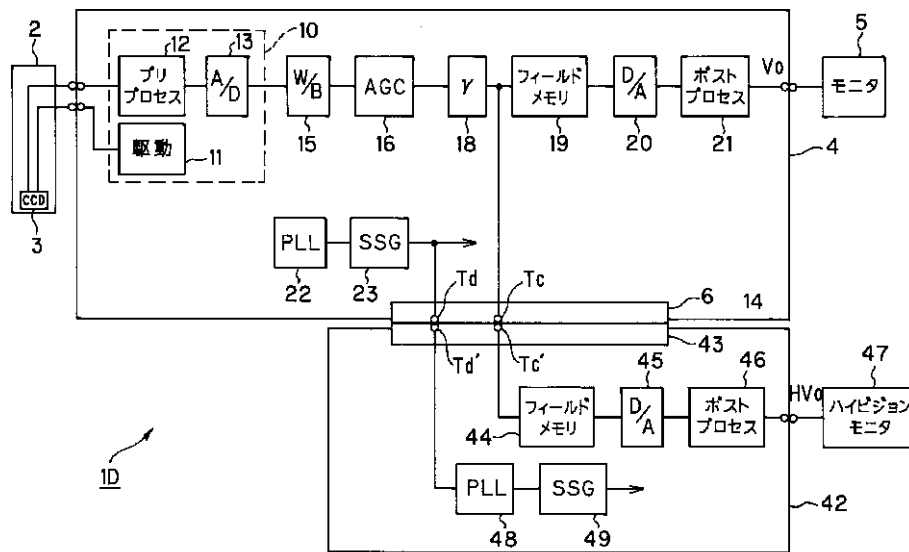 2
12
13
10
5
プリ
プロセス
A/D
W/B
AGC
γ
フィールド
メモリ
D/A
ポスト
プロセス
Vo
モニタ
15
16
18
19
20
21
4
駆動
11
CCD
3
PLL
SSG
22
23
Td
Tc
6
14
Td'
Tc'
43
45
46
47
フィールド
メモリ
D/A
ポスト
プロセス
HVo
ハイビジョン
モニタ
44
1D
PLL
SSG
48
49
42